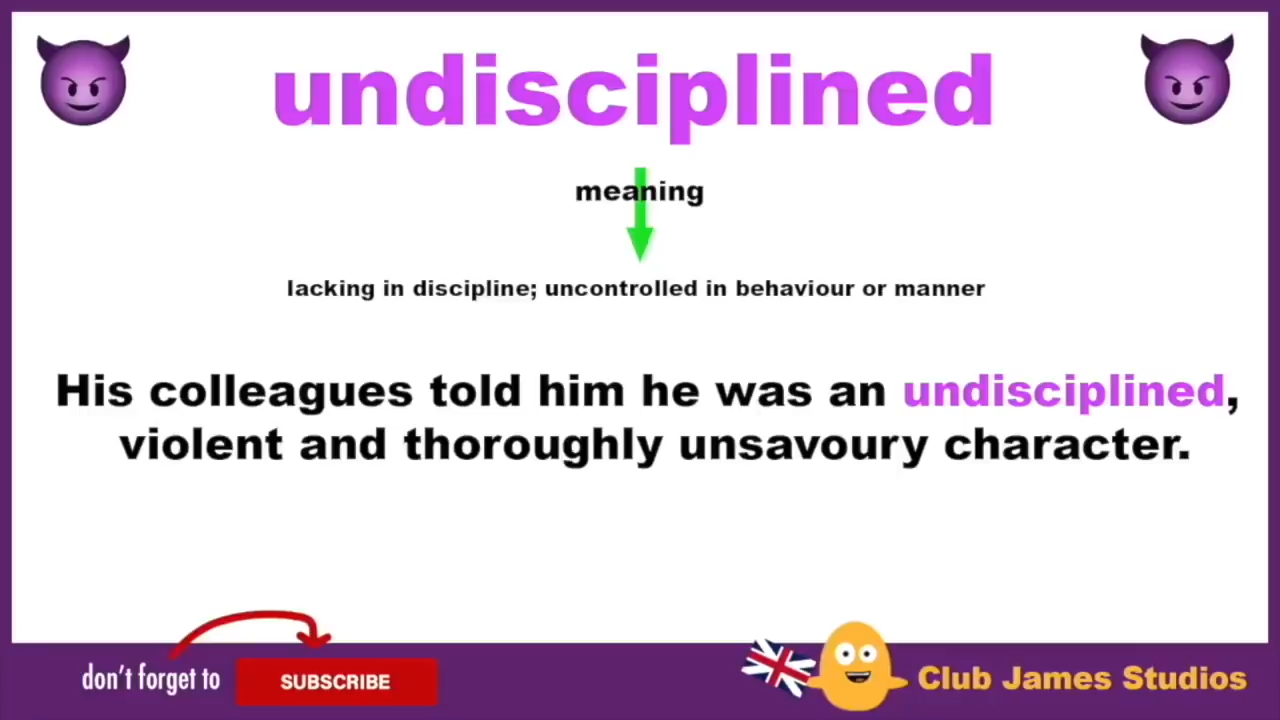 undisciplined
meaning
lacking in discipline; uncontrolled in behaviour or manner
His colleagues told him he was an undisciplined,
violent and thoroughly unsavoury character.
don't forget to
SUBSCRIBE
Club James Studios